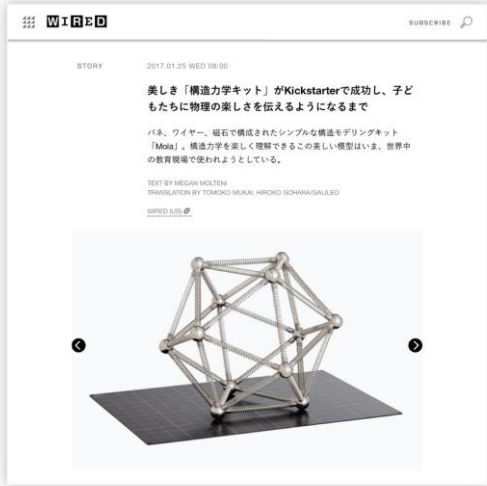 WIRED
SUBSCRIBE
STORY
2017.01.25 WED 08:00
美しき「構造力学キット」がKickstarterで成功し、子ど
もたちに物理の楽しさを伝えるようになるまで
バネ、ワイヤー、磁石で構成されたシンプルな構造モデリングキット
「Mola」。構造力学を楽しく理解できるこの美しい模型はいま、世界中
の教育現場で使われようとしている。
TEXT BY MEGAN MOLTENI
TRANSLATION BY TOMOKO MUKAI, HIROKO GOHARA/GALILEO
WIRED (US)